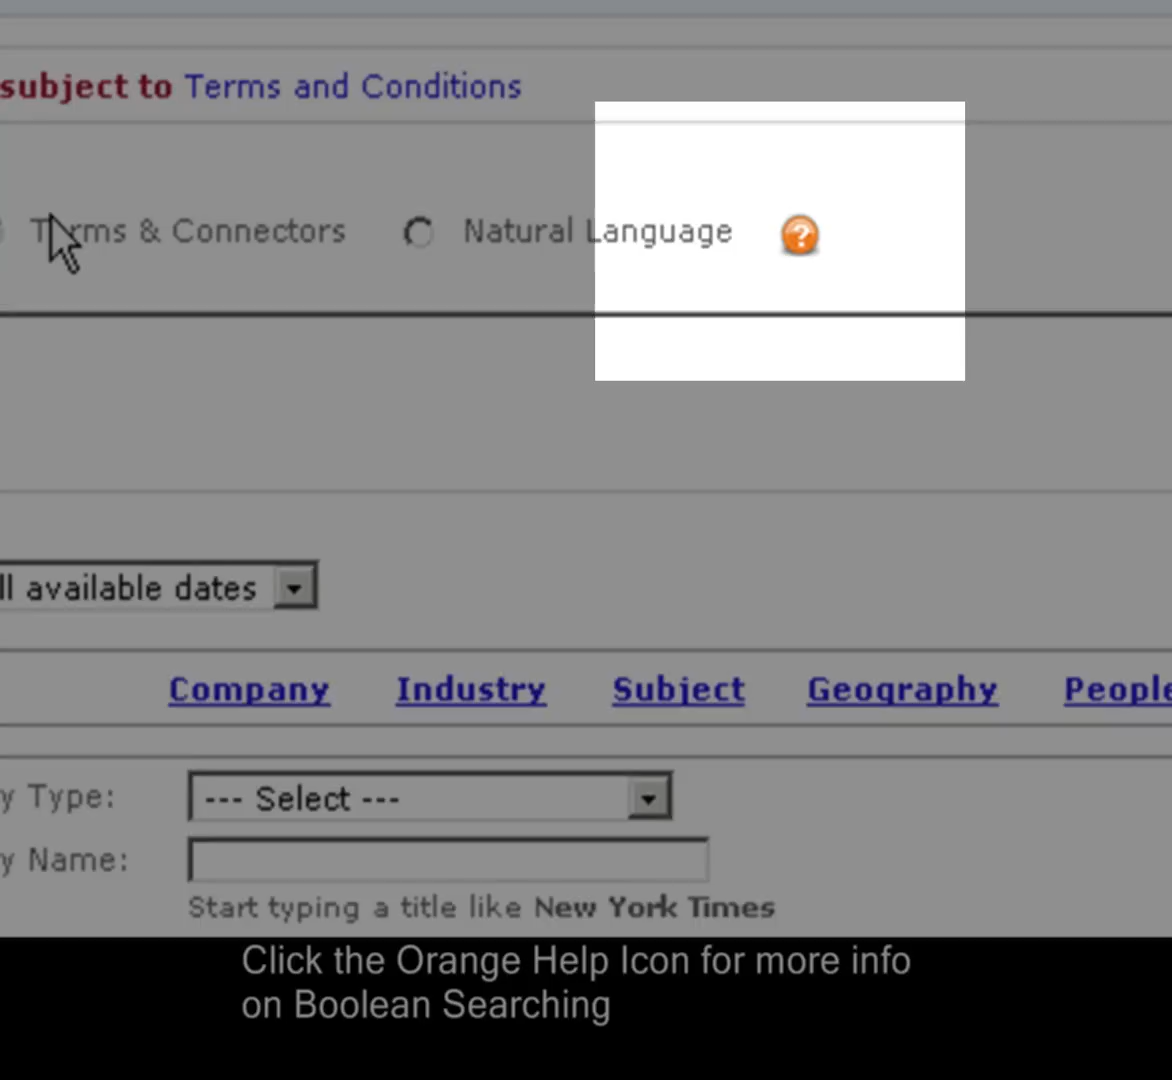 subject to Terms and Conditions
Terms & Connectors Natural Language ?
ll available dates
Company Industry Subject Geography People
y Type: --- Select ---
y Name:
Start typing a title like New York Times
Click the Orange Help Icon for more info
on Boolean Searching